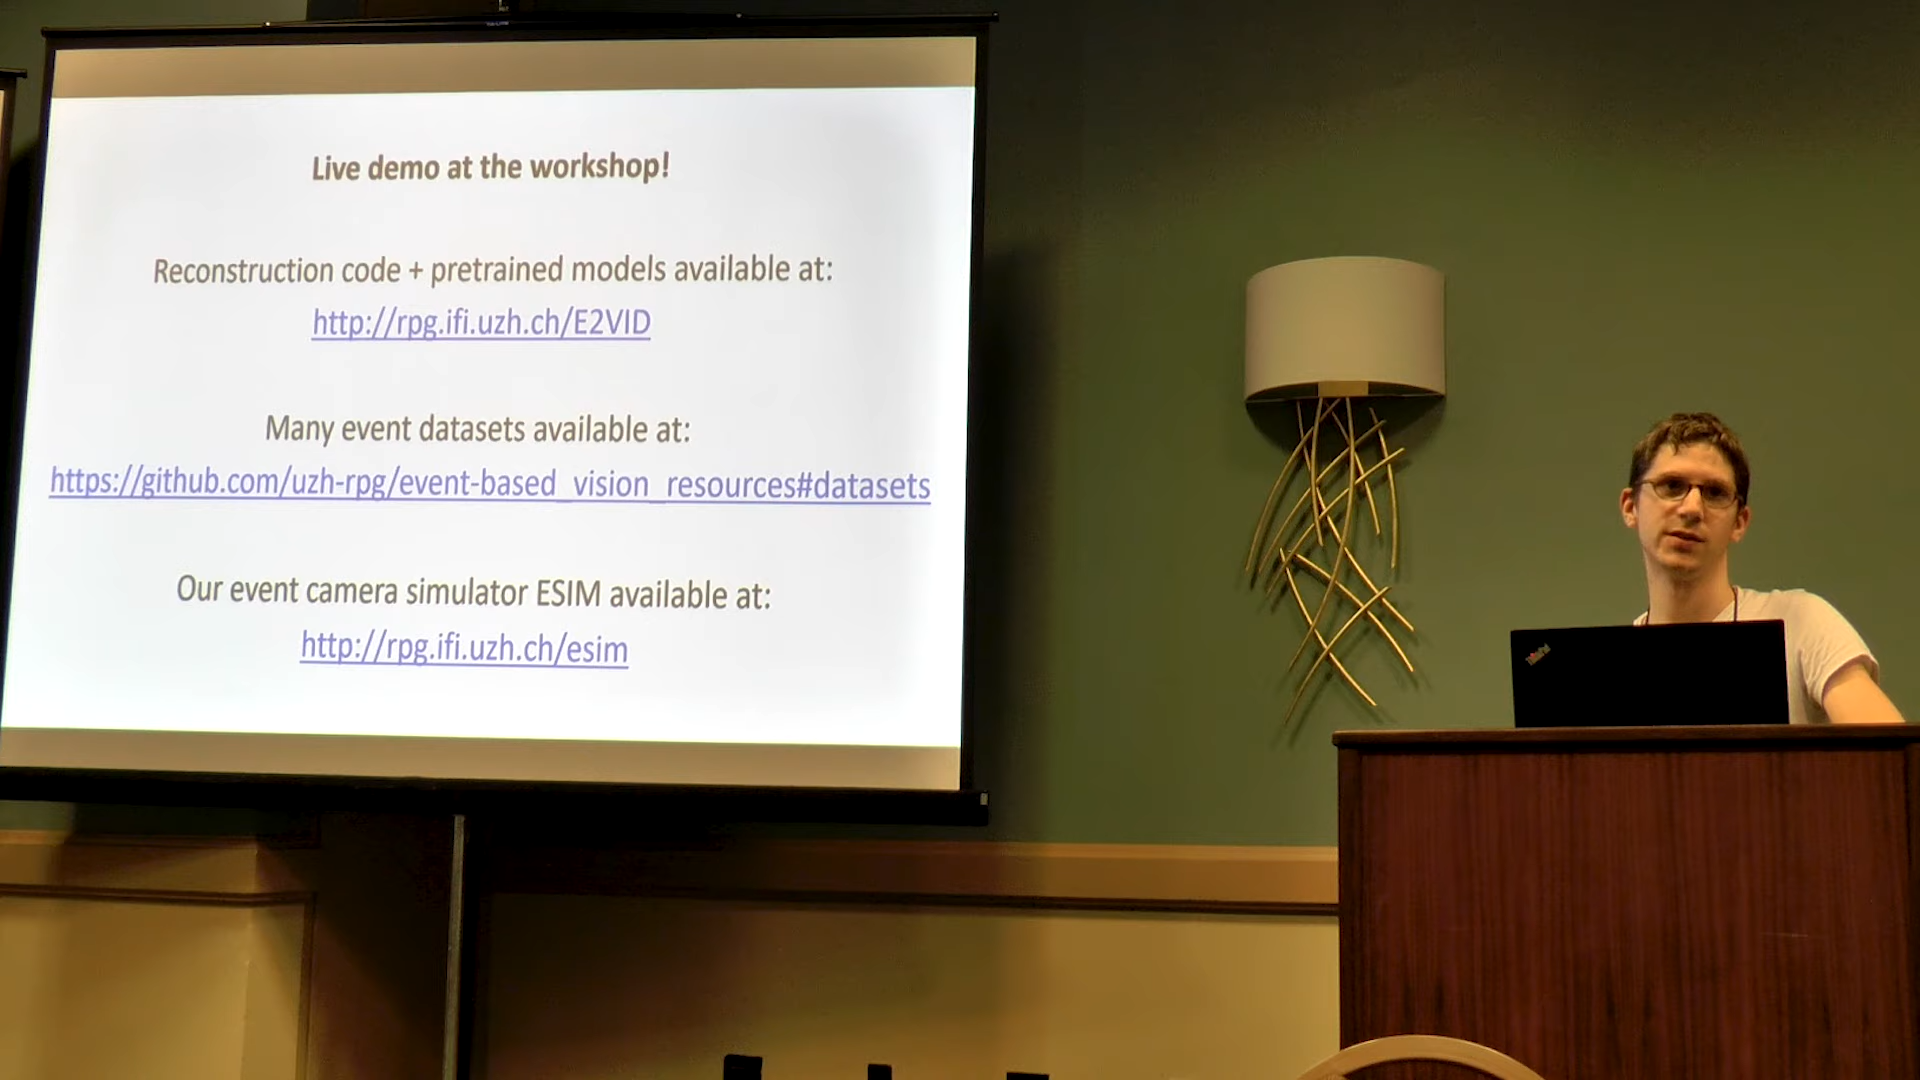 Live demo at the workshop!
Reconstruction code + pretrained models available at:
http://rpg.ifi.uzh.ch/E2VID
Many event datasets available at:
https://github.com/uzh-rpg/event-based_vision_resources#datasets
Our event camera simulator ESIM available at:
http://rpg.ifi.uzh.ch/esim
ThinkPad